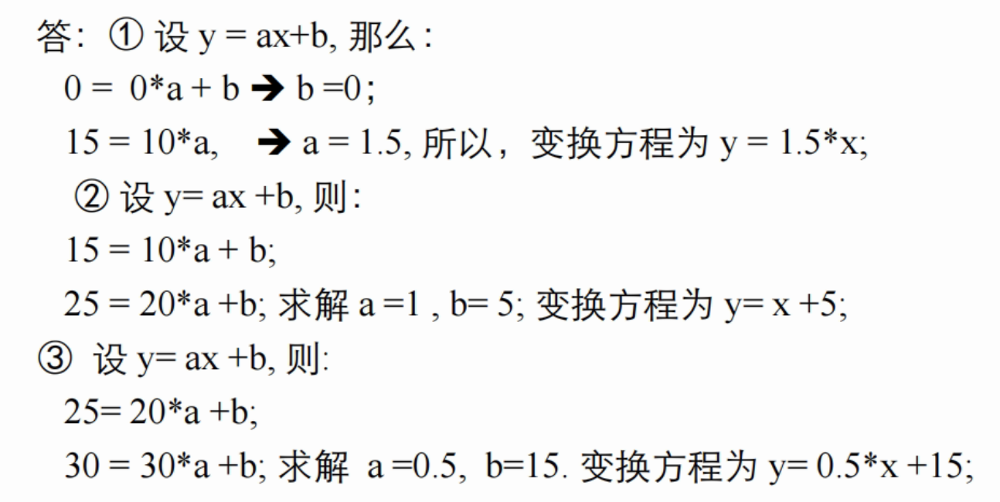 答：① 设 y = ax+b, 那么：
0 = 0*a + b ➔ b =0；
15 = 10*a, ➔ a = 1.5, 所以，变换方程为 y = 1.5*x;
② 设 y= ax +b, 则：
15 = 10*a + b;
25 = 20*a +b; 求解 a =1 , b= 5; 变换方程为 y= x +5;
③ 设 y= ax +b, 则:
25= 20*a +b;
30 = 30*a +b; 求解 a =0.5, b=15. 变换方程为 y= 0.5*x +15;